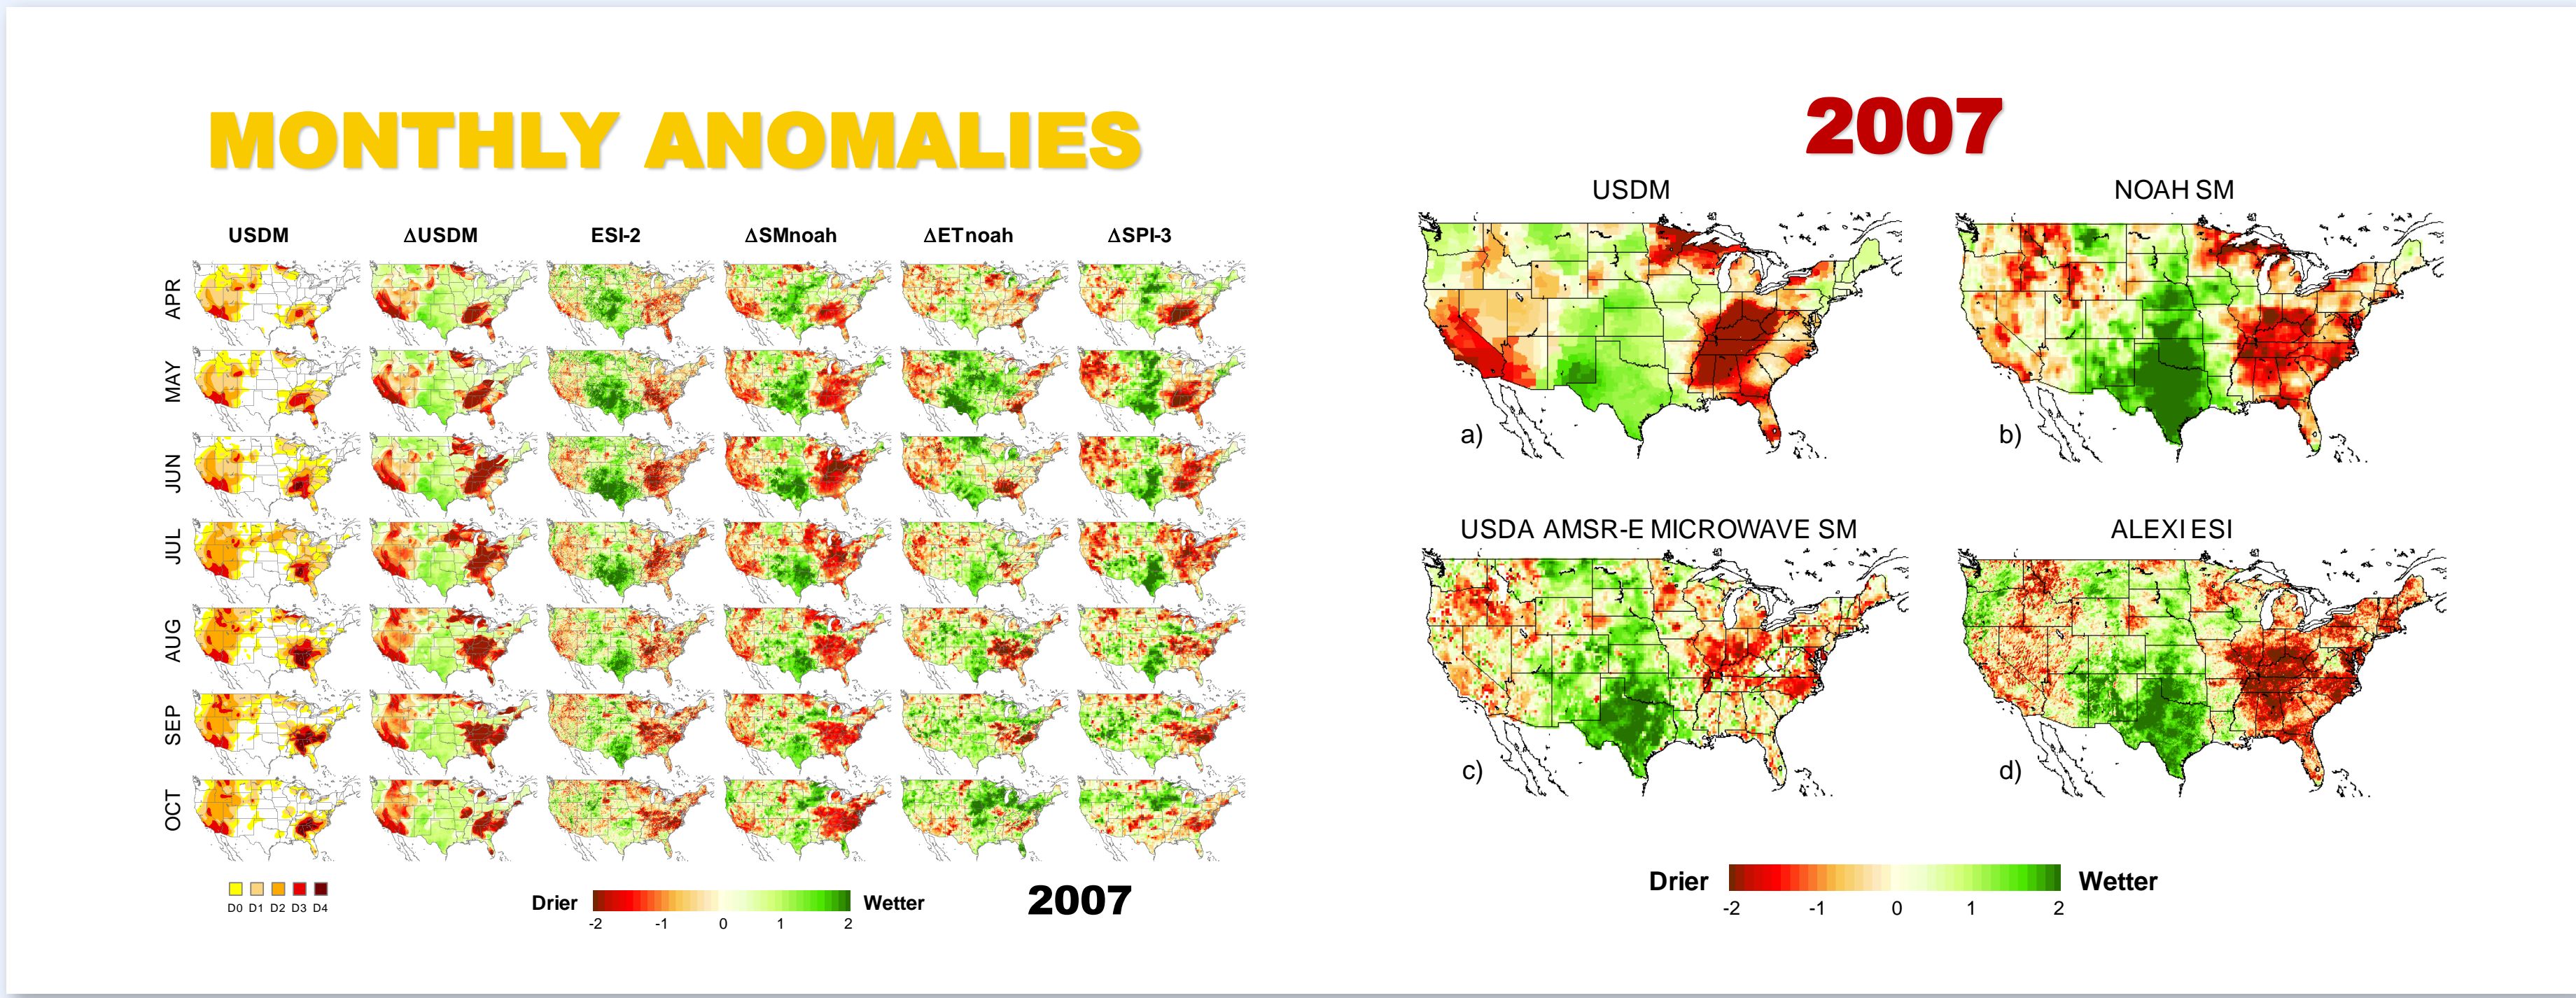 MONTHLY ANOMALIES
USDM ΔUSDM ESI-2 ΔSMnoah ΔETnoah ΔSPI-3
APR
MAY
JUN
JUL
AUG
SEP
OCT
D0 D1 D2 D3 D4
Drier Wetter
-2 -1 0 1 2
2007
2007
USDM NOAH SM
a) b)
USDA AMSR-E MICROWAVE SM ALEXI ESI
c) d)
Drier Wetter
-2 -1 0 1 2